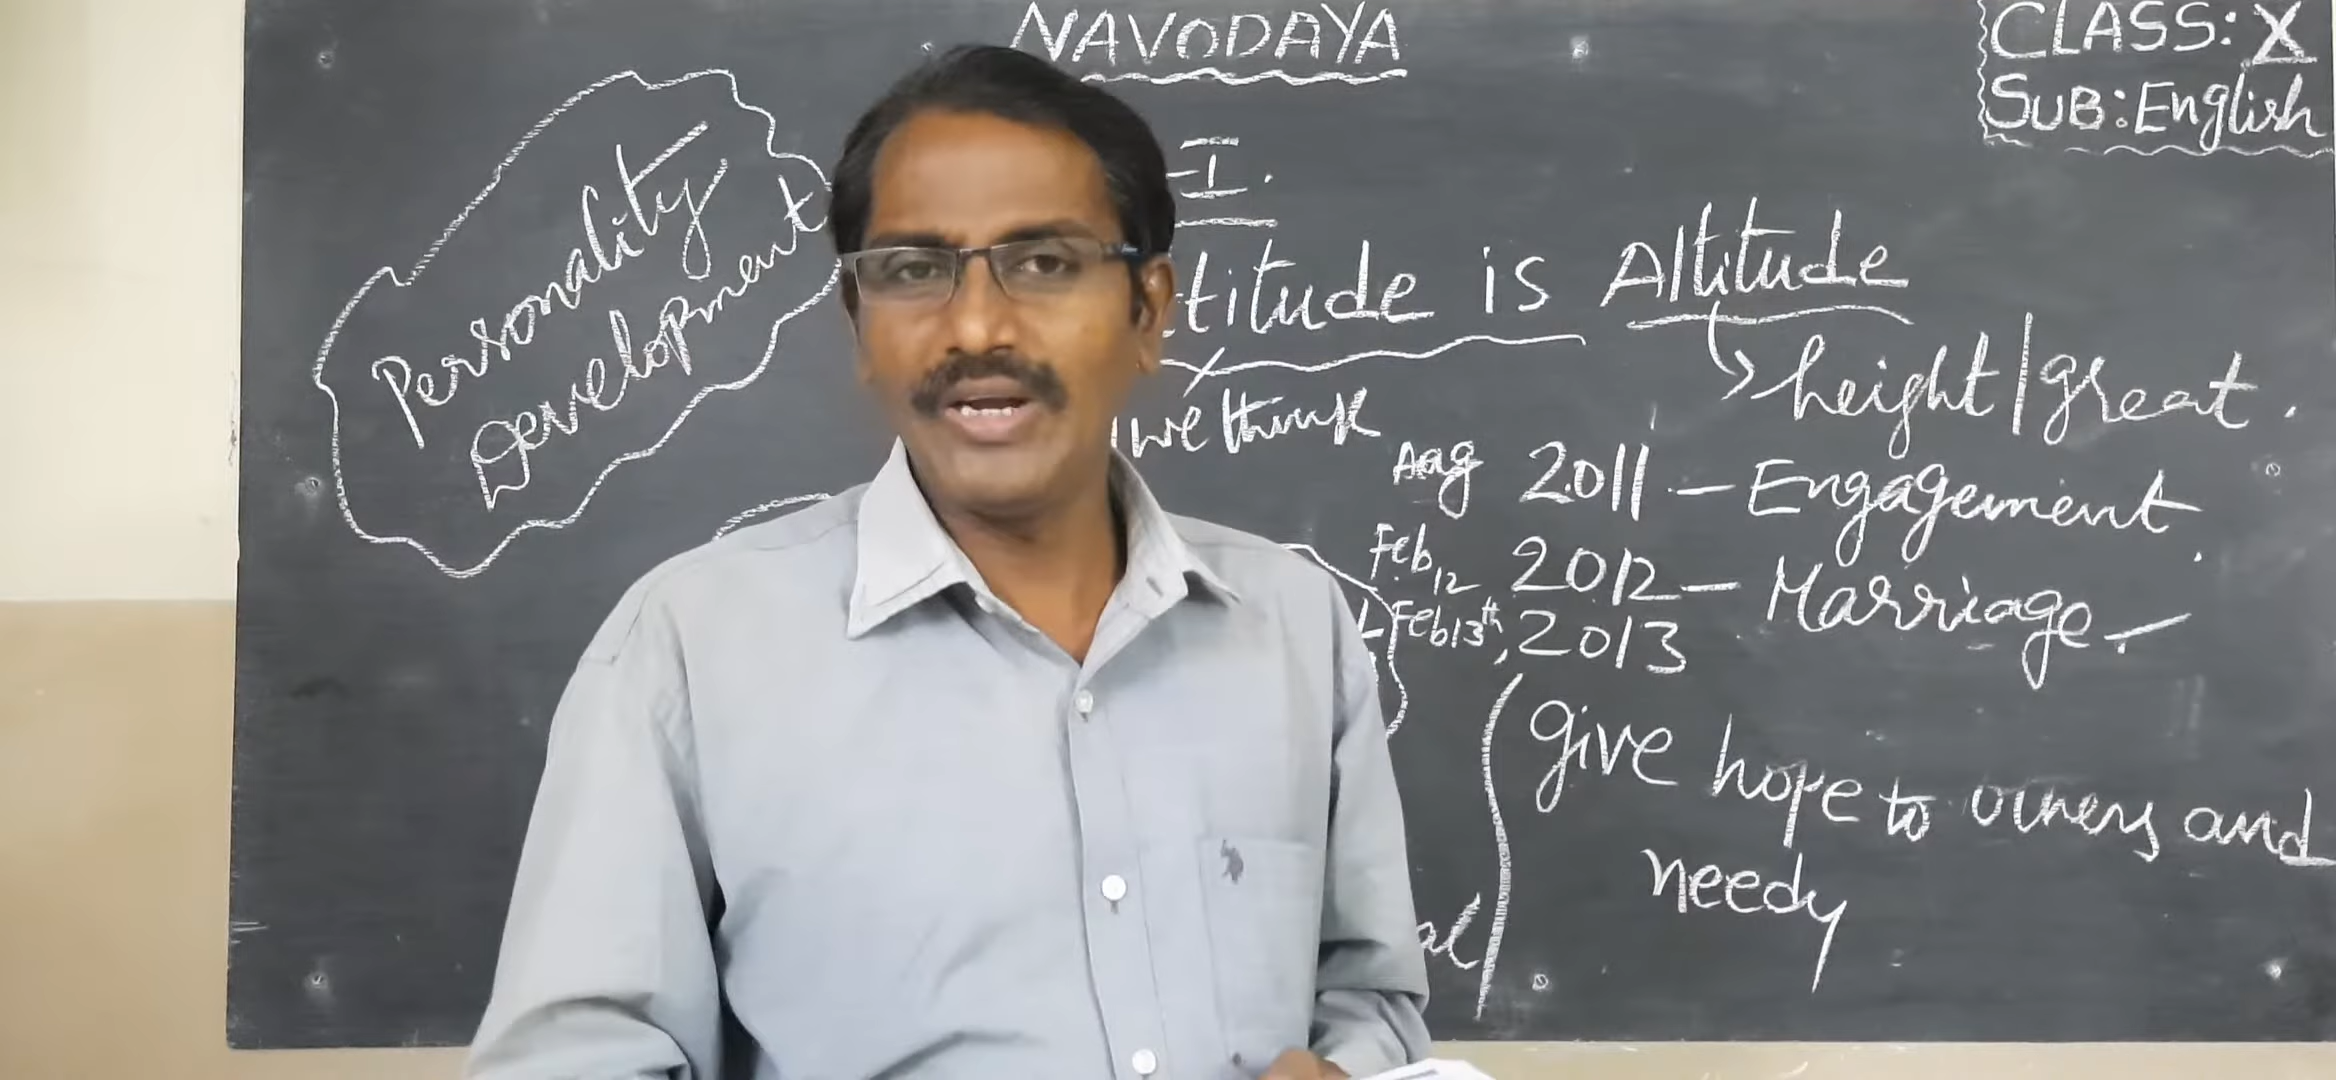 NAVODAYA
CLASS: X
SUB: English
Personality
Development
-I.
titude is Altitude
height/great.
we think
Aug 2011 - Engagement.
Feb 12 2012 - Marriage -
Feb 13th, 2013
give hope to others and
needy
al